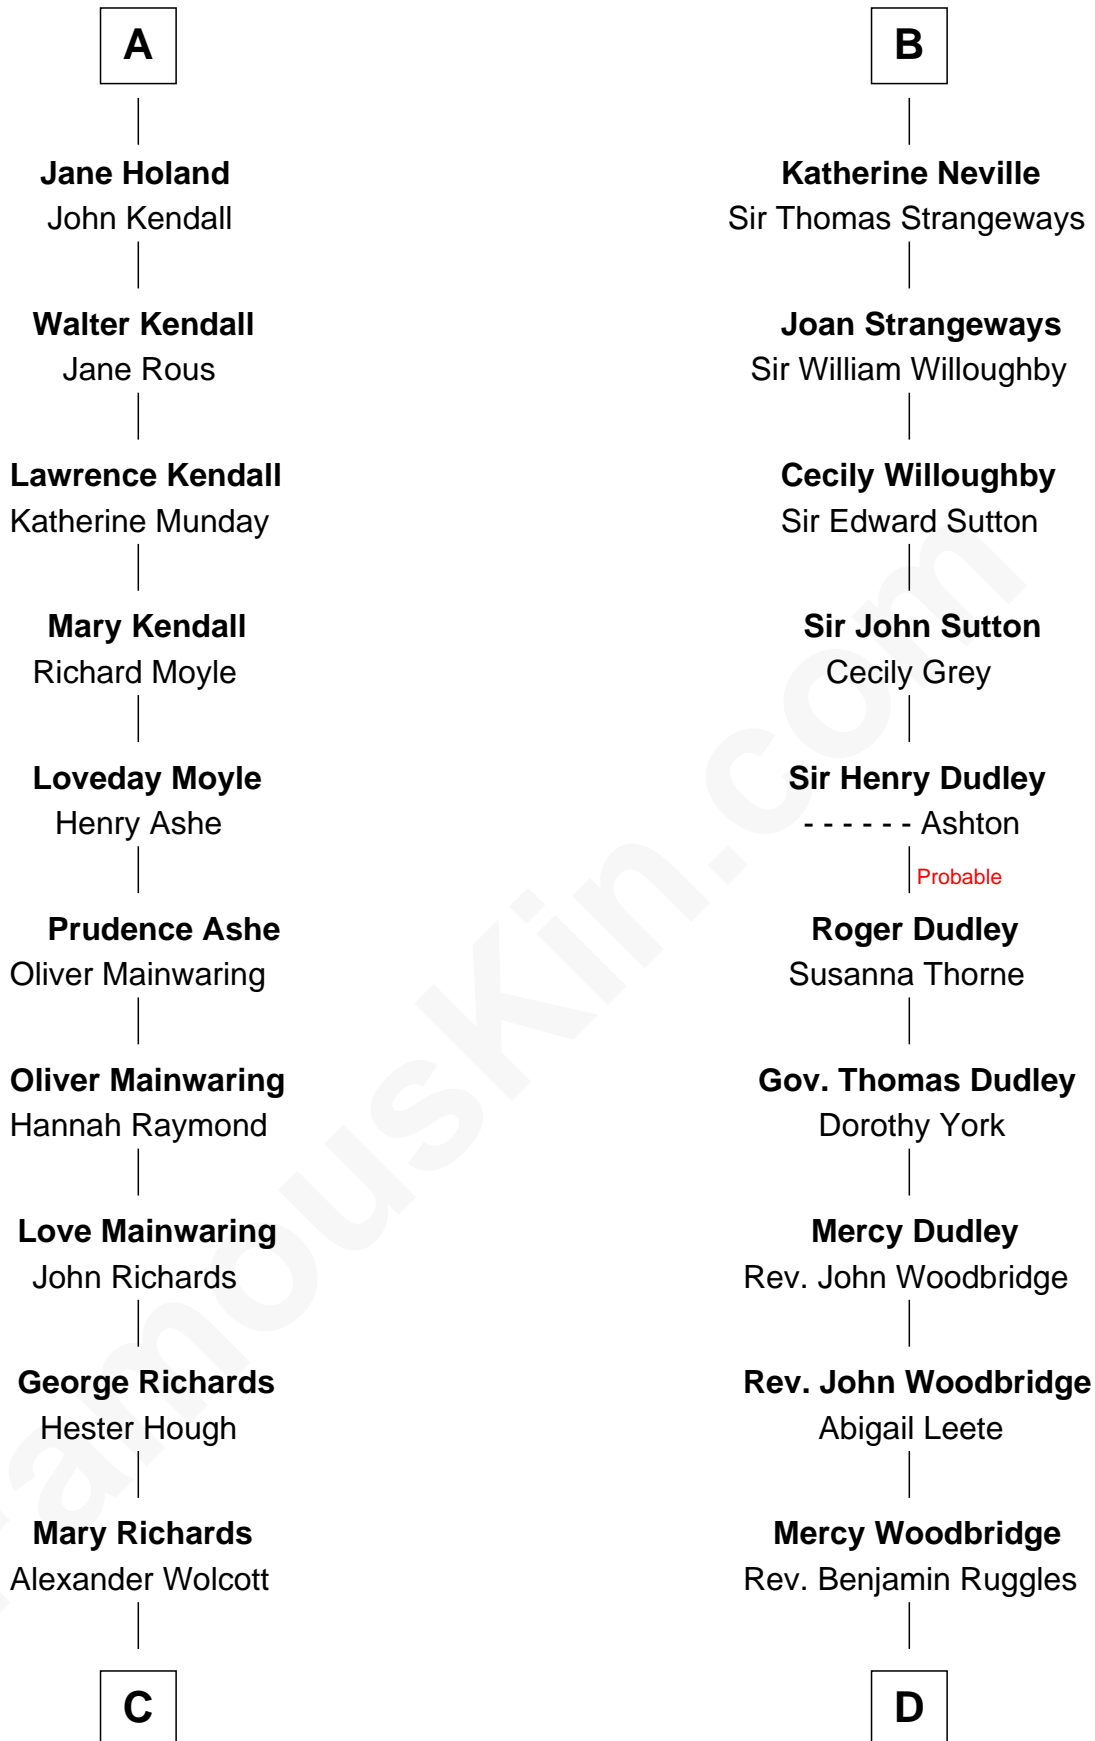 A
Jane Holand
John Kendall
Walter Kendall
Jane Rous
Lawrence Kendall
Katherine Munday
Mary Kendall
Richard Moyle
Loveday Moyle
Henry Ashe
Prudence Ashe
Oliver Mainwaring
Oliver Mainwaring
Hannah Raymond
Love Mainwaring
John Richards
George Richards
Hester Hough
Mary Richards
Alexander Wolcott
C
B
Katherine Neville
Sir Thomas Strangeways
Joan Strangeways
Sir William Willoughby
Cecily Willoughby
Sir Edward Sutton
Sir John Sutton
Cecily Grey
Sir Henry Dudley
- - - - - - Ashton
Probable
Roger Dudley
Susanna Thorne
Gov. Thomas Dudley
Dorothy York
Mercy Dudley
Rev. John Woodbridge
Rev. John Woodbridge
Abigail Leete
Mercy Woodbridge
Rev. Benjamin Ruggles
D
FamousKin.com